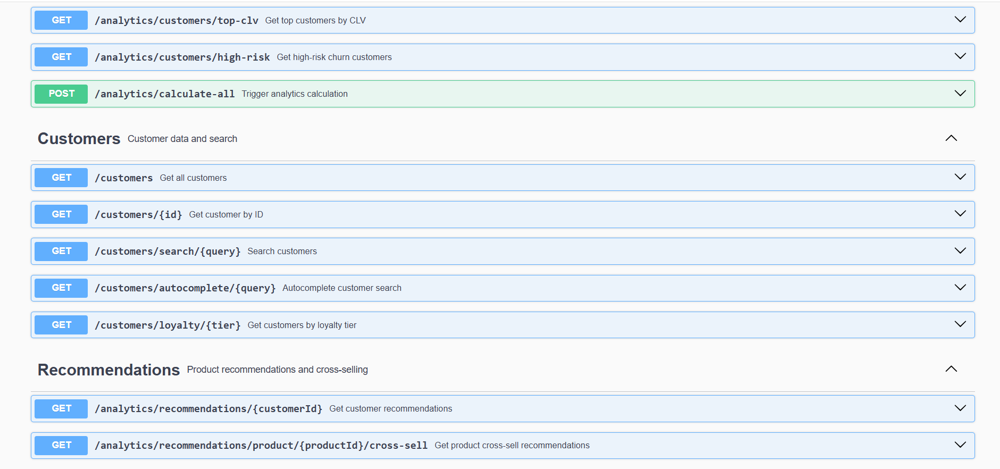 GET /analytics/customers/top-clv Get top customers by CLV
GET /analytics/customers/high-risk Get high-risk churn customers
POST /analytics/calculate-all Trigger analytics calculation
Customers Customer data and search
GET /customers Get all customers
GET /customers/{id} Get customer by ID
GET /customers/search/{query} Search customers
GET /customers/autocomplete/{query} Autocomplete customer search
GET /customers/loyalty/{tier} Get customers by loyalty tier
Recommendations Product recommendations and cross-selling
GET /analytics/recommendations/{customerId} Get customer recommendations
GET /analytics/recommendations/product/{productId}/cross-sell Get product cross-sell recommendations